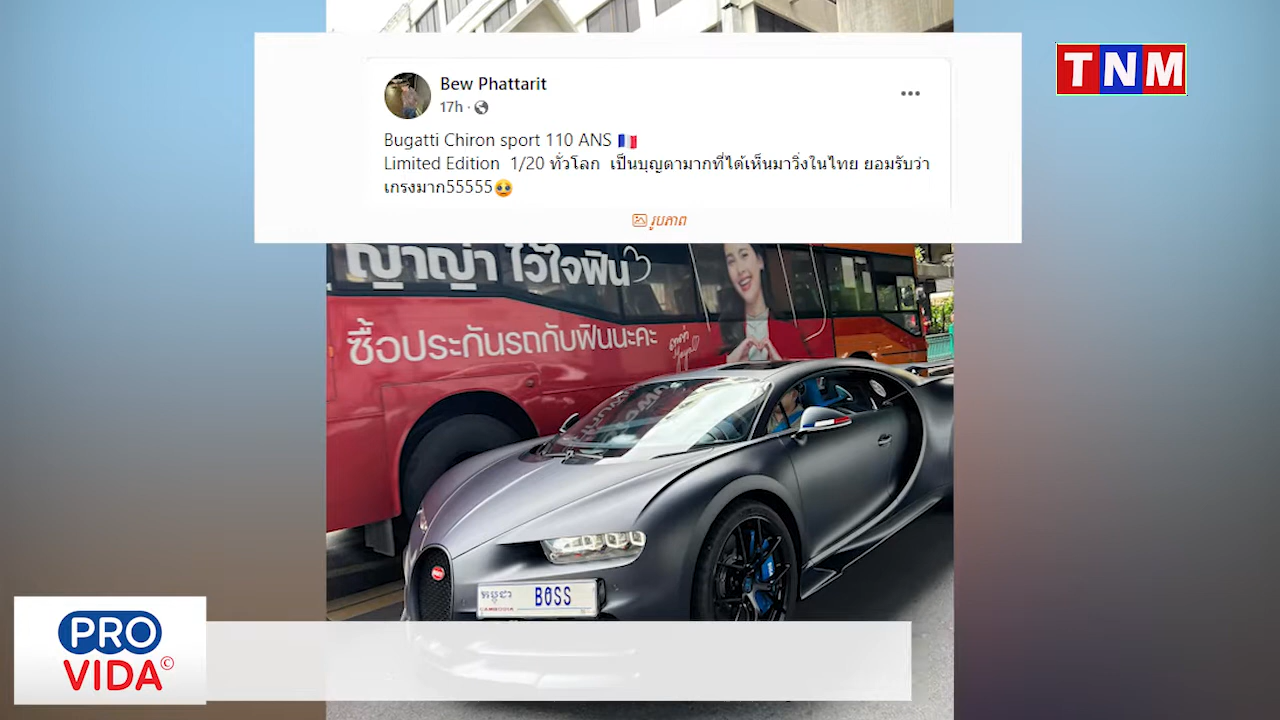 Bew Phattarit
17h
Bugatti Chiron sport 110 ANS
Limited Edition 1/20 ทั่วโลก เป็นบุญตามากที่ได้เห็นมาวิ่งในไทย ยอมรับว่า
เกรงมาก55555
รูปภาพ
TNM
ญาญ่า ไว้ใจฟิน
ซื้อประกันรถกับฟินนะคะ
កម្ពុជា BOSS
CAMBODIA
PRO
VIDA©